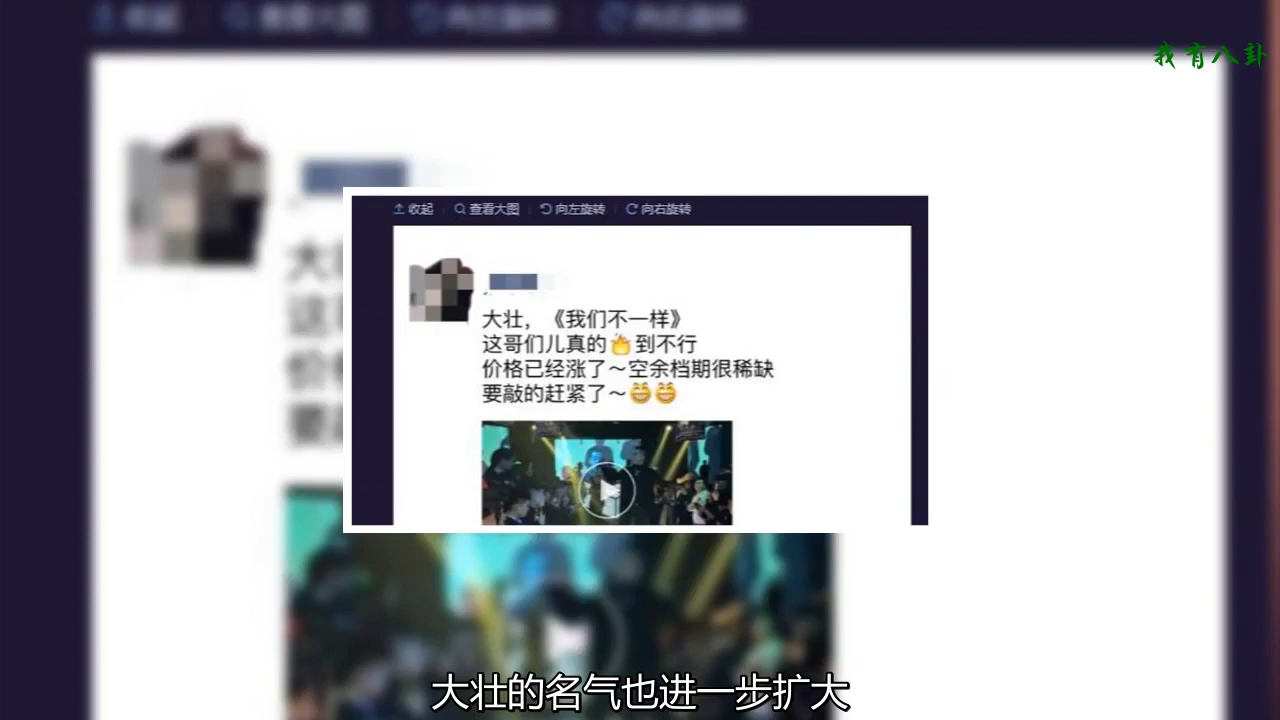 我有八卦
收起 查看大图 向左旋转 向右旋转
大壮，《我们不一样》
这哥们儿真的🔥到不行
价格已经涨了～空余档期很稀缺
要敲的赶紧了～😁😁
大壮的名气也进一步扩大